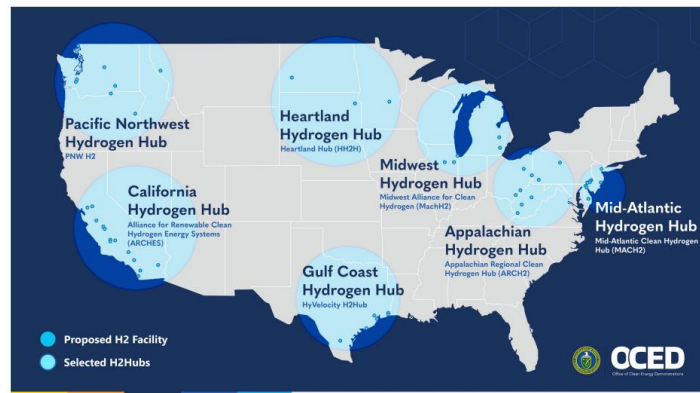 Pacific Northwest
Hydrogen Hub
PNW H2
Heartland
Hydrogen Hub
Heartland Hub (HH2H)
Midwest
Hydrogen Hub
Midwest Alliance for Clean
Hydrogen (MachH2)
California
Hydrogen Hub
Alliance for Renewable Clean
Hydrogen Energy Systems
(ARCHES)
Mid-Atlantic
Hydrogen Hub
Mid-Atlantic Clean Hydrogen
Hub (MACH2)
Appalachian
Hydrogen Hub
Appalachian Regional Clean
Hydrogen Hub (ARCH2)
Gulf Coast
Hydrogen Hub
HyVelocity H2Hub
Proposed H2 Facility
Selected H2Hubs
OCED
Office of Clean Energy Demonstrations